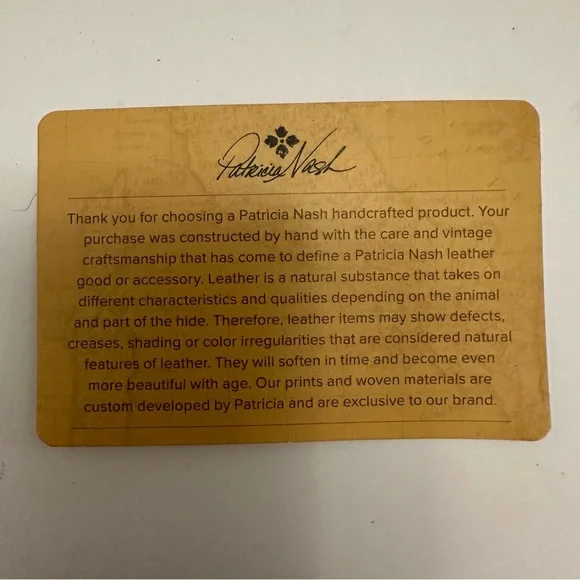 Patricia Nash
Thank you for choosing a Patricia Nash handcrafted product. Your
purchase was constructed by hand with the care and vintage
craftsmanship that has come to define a Patricia Nash leather
good or accessory. Leather is a natural substance that takes on
different characteristics and qualities depending on the animal
and part of the hide. Therefore, leather items may show defects,
creases, shading or color irregularities that are considered natural
features of leather. They will soften in time and become even
more beautiful with age. Our prints and woven materials are
custom developed by Patricia and are exclusive to our brand.